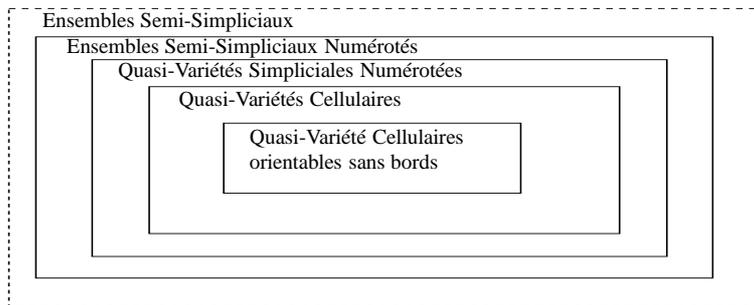 Ensembles Semi-Simpliciaux
Ensembles Semi-Simpliciaux Numérotés
Quasi-Variétés Simpliciales Numérotées
Quasi-Variétés Cellulaires
Quasi-Variété Cellulaires
orientables sans bords